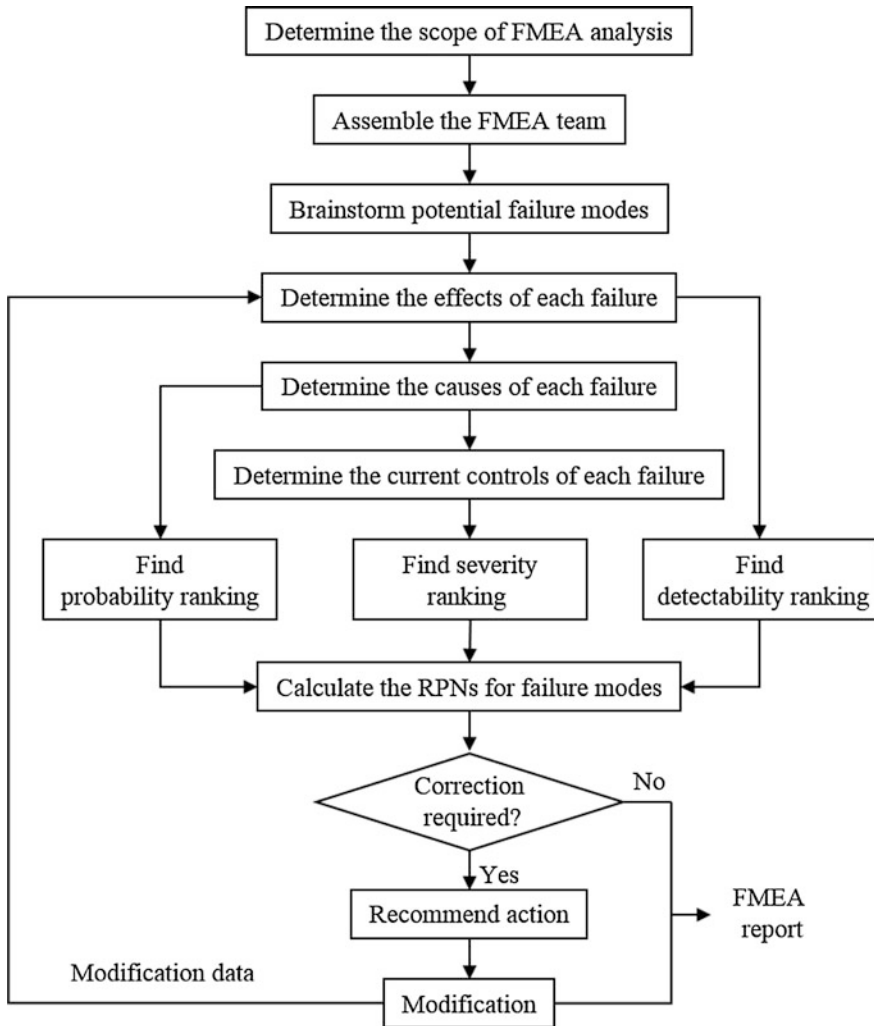 Determine the scope of FMEA analysis
Assemble the FMEA team
Brainstorm potential failure modes
Determine the effects of each failure
Determine the causes of each failure
Determine the current controls of each failure
Find
probability ranking
Find severity
ranking
Find
detectability ranking
Calculate the RPNs for failure modes
Correction
required?
No
Yes
Recommend action
FMEA
report
Modification data
Modification